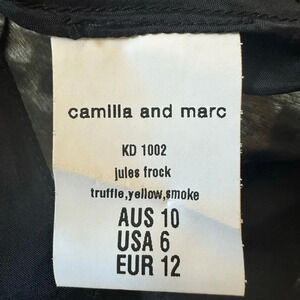 camilla and marc
KD 1002
jules frock
truffle,yellow,smoke
AUS 10
USA 6
EUR 12